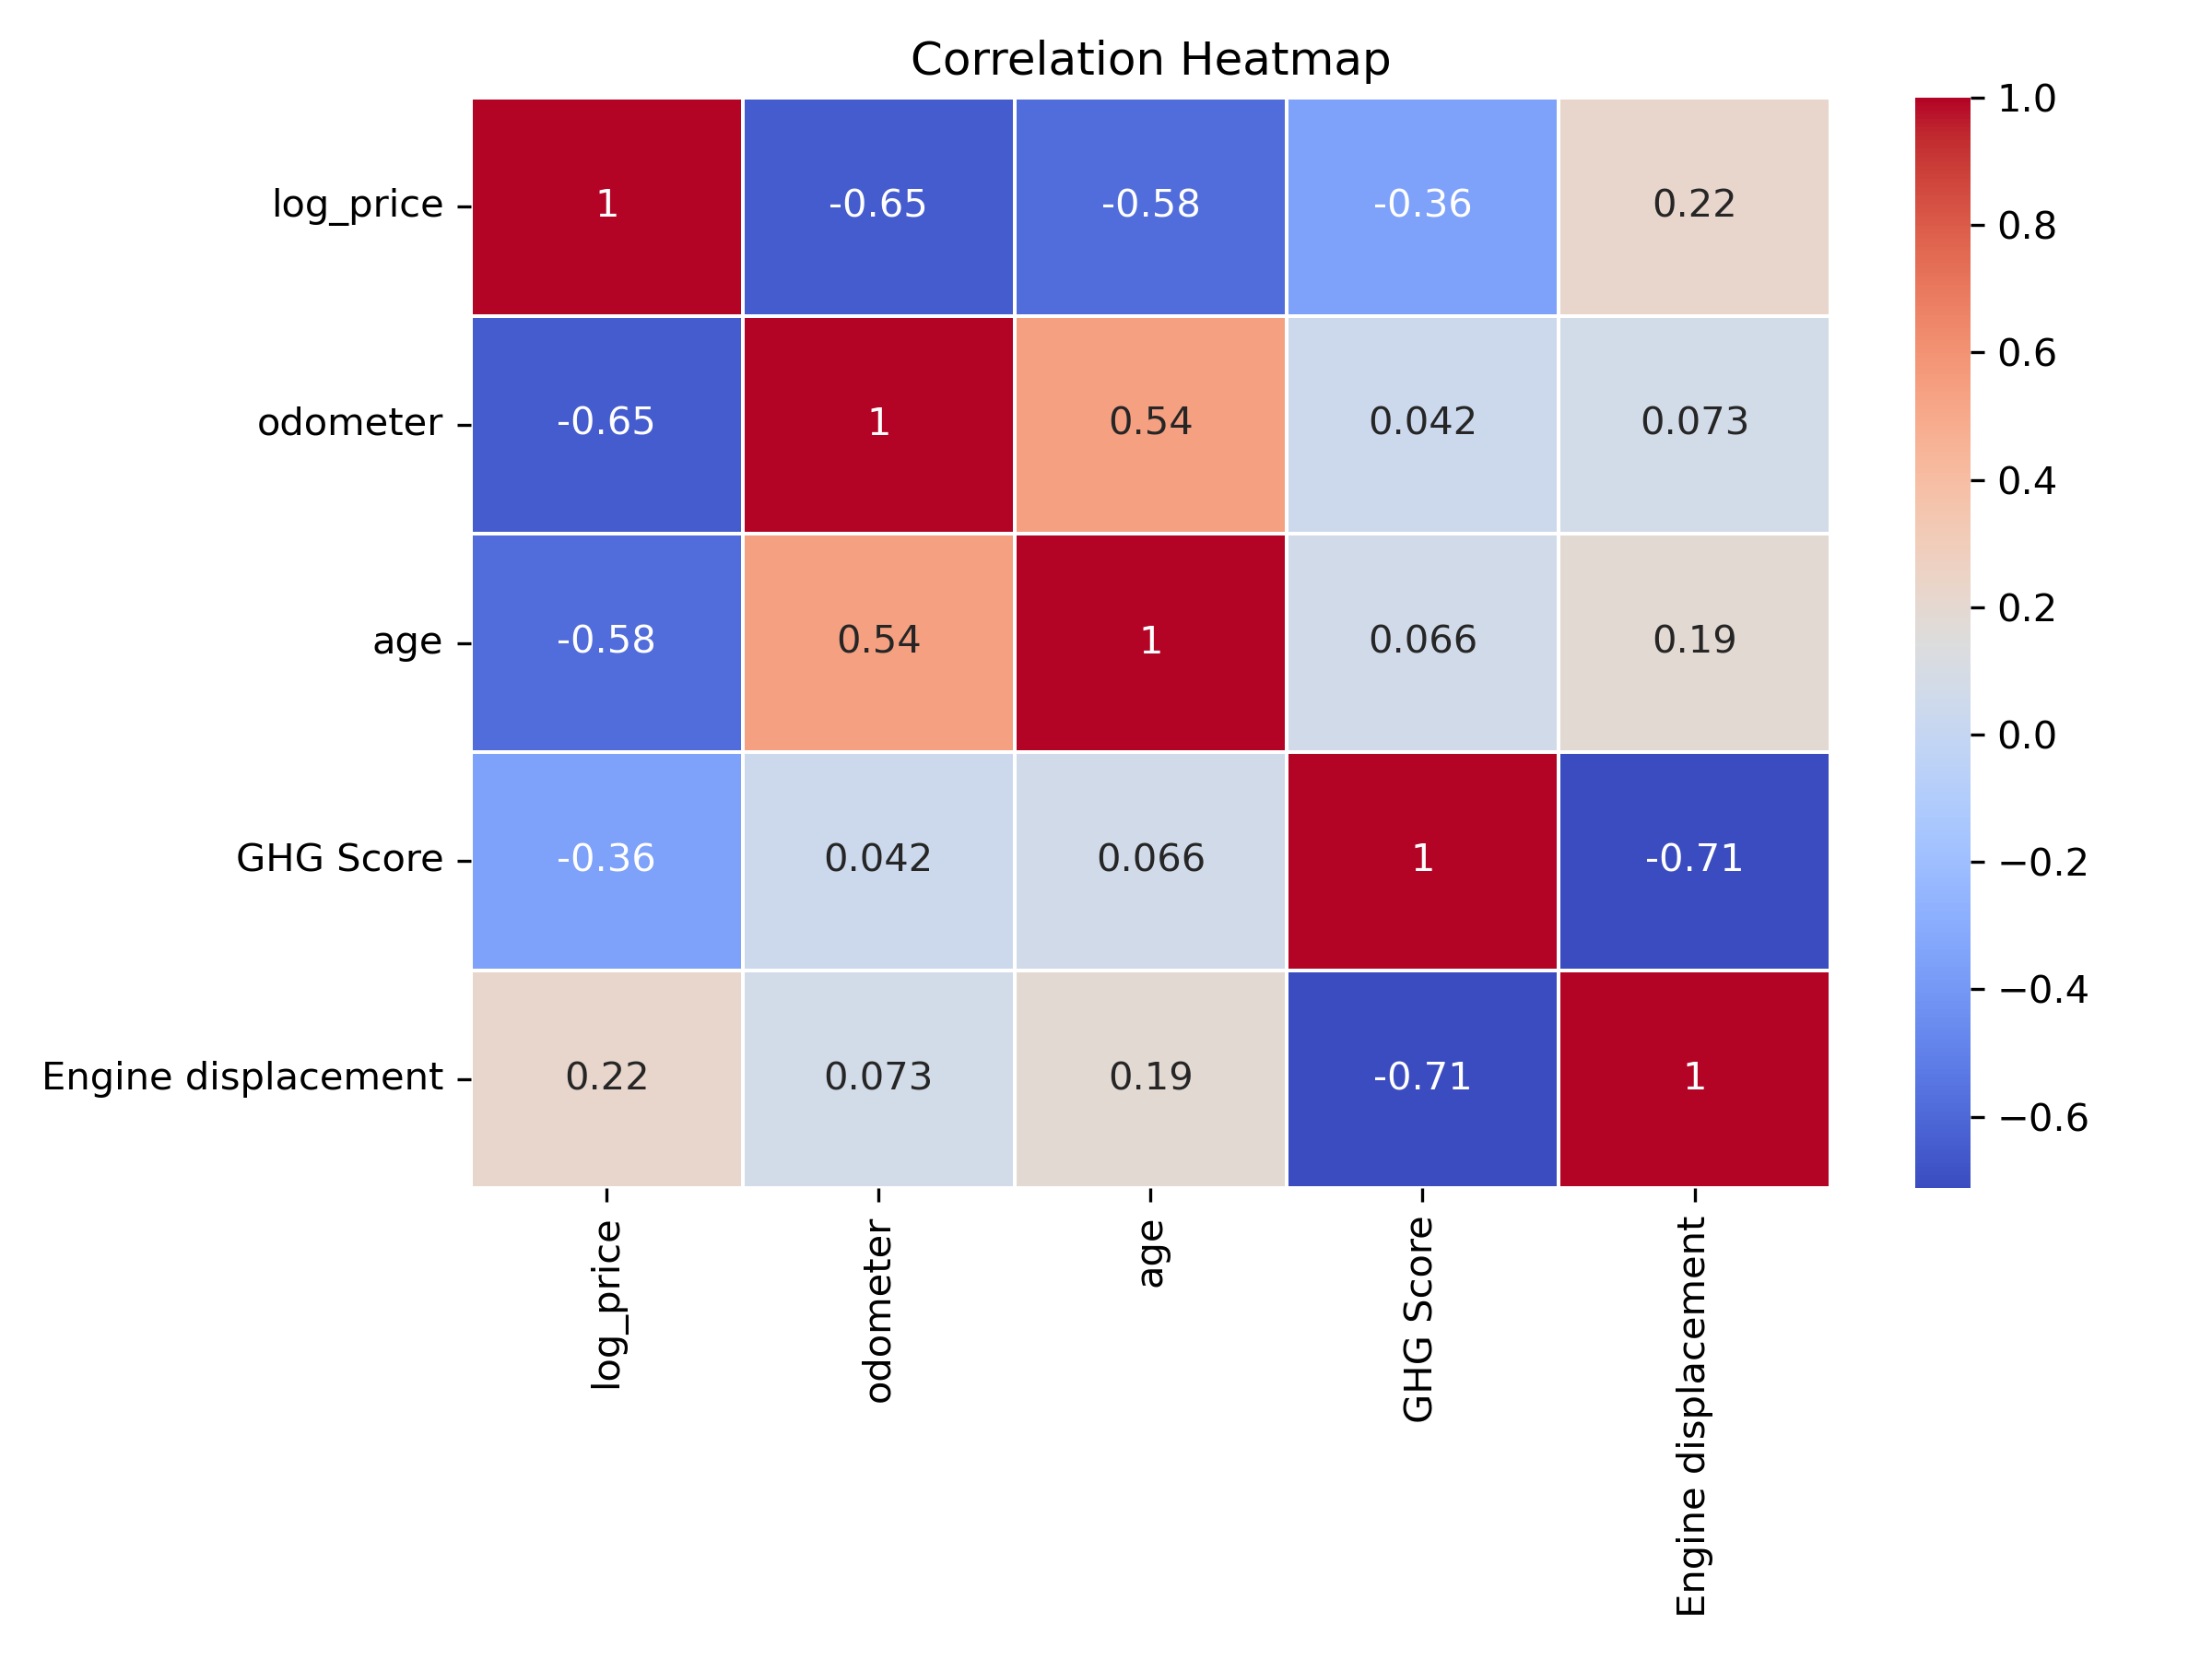 Correlation Heatmap
log_price 1 -0.65 -0.58 -0.36 0.22
odometer -0.65 1 0.54 0.042 0.073
age -0.58 0.54 1 0.066 0.19
GHG Score -0.36 0.042 0.066 1 -0.71
Engine displacement 0.22 0.073 0.19 -0.71 1
log_price odometer age GHG Score Engine displacement
1.0
0.8
0.6
0.4
0.2
0.0
−0.2
−0.4
−0.6